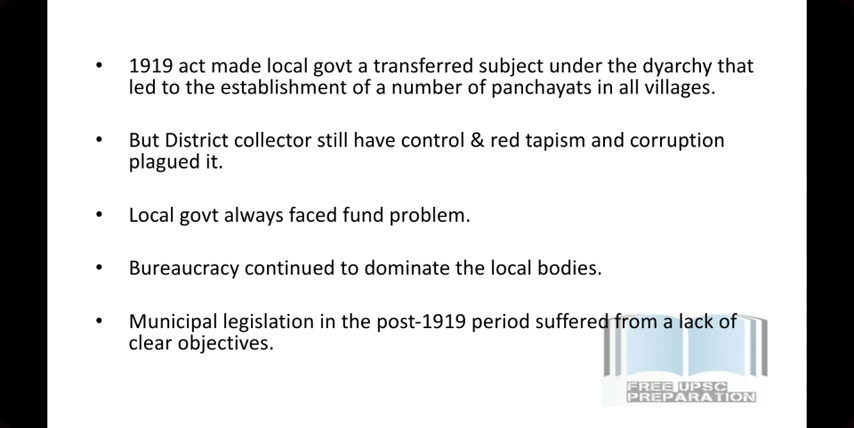 • 1919 act made local govt a transferred subject under the dyarchy that
led to the establishment of a number of panchayats in all villages.
• But District collector still have control & red tapism and corruption
plagued it.
• Local govt always faced fund problem.
• Bureaucracy continued to dominate the local bodies.
• Municipal legislation in the post-1919 period suffered from a lack of
clear objectives.
FREE UPSC
PREPARATION